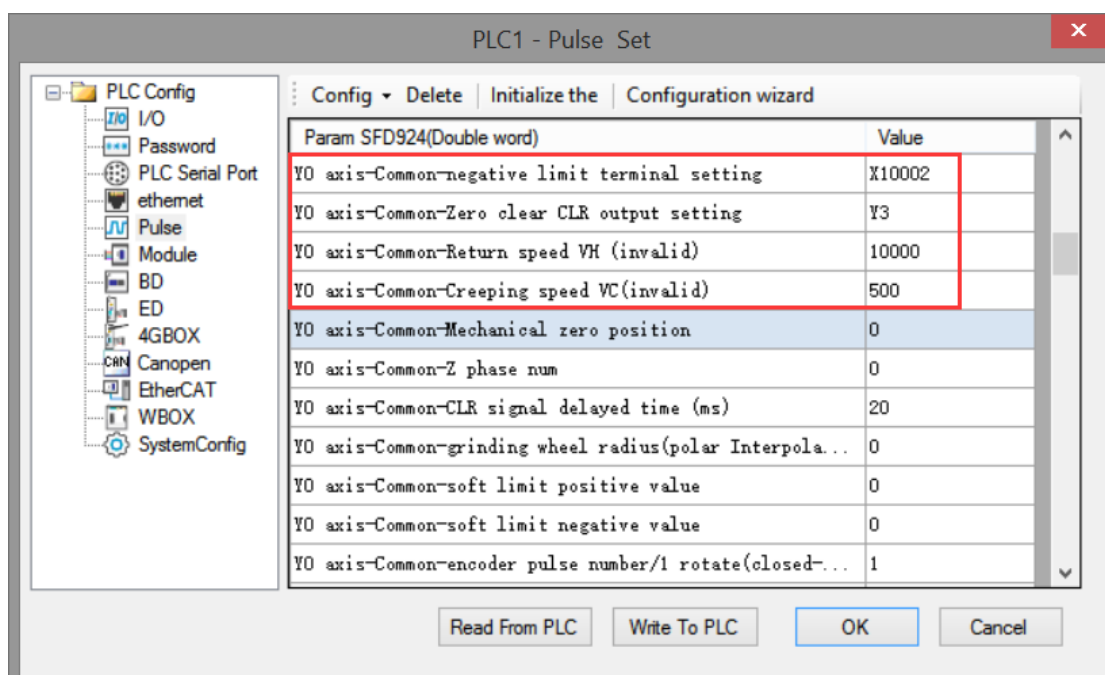 PLC1 - Pulse Set
PLC Config
I/O
Password
PLC Serial Port
ethernet
Pulse
Module
BD
ED
4GBOX
Canopen
EtherCAT
WBOX
SystemConfig
Config Delete Initialize the Configuration wizard
Param SFD924(Double word) Value
Y0 axis-Common-negative limit terminal setting X10002
Y0 axis-Common-Zero clear CLR output setting Y3
Y0 axis-Common-Return speed VH (invalid) 10000
Y0 axis-Common-Creeping speed VC(invalid) 500
Y0 axis-Common-Mechanical zero position 0
Y0 axis-Common-Z phase num 0
Y0 axis-Common-CLR signal delayed time (ms) 20
Y0 axis-Common-grinding wheel radius(polar Interpola... 0
Y0 axis-Common-soft limit positive value 0
Y0 axis-Common-soft limit negative value 0
Y0 axis-Common-encoder pulse number/1 rotate(closed-... 1
Read From PLC Write To PLC OK Cancel